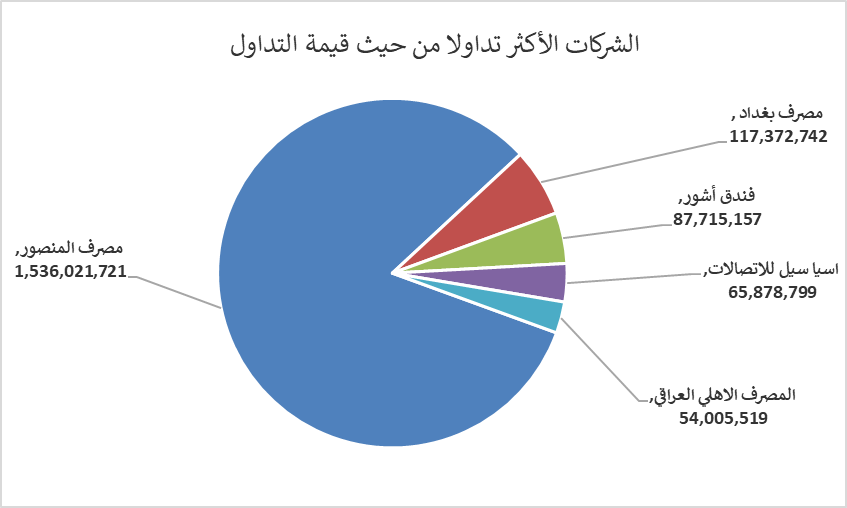 الشركات الأكثر تداولا من حيث قيمة التداول
مصرف بغداد ,
117,372,742
فندق أشور,
87,715,157
اسيا سيل للاتصالات,
65,878,799
المصرف الاهلي العراقي,
54,005,519
مصرف المنصور,
1,536,021,721